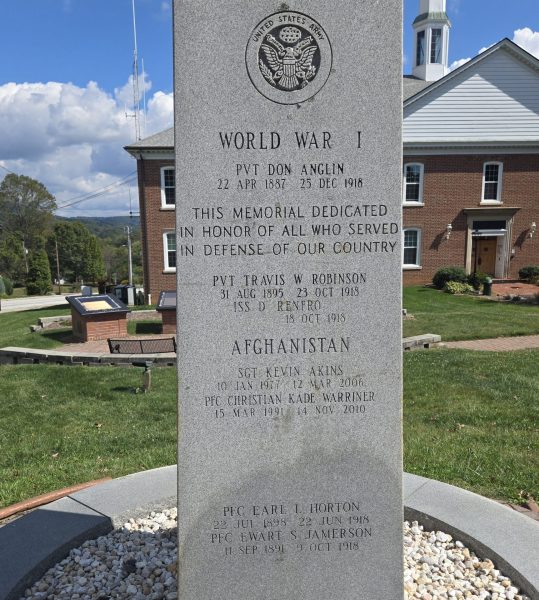 UNITED STATES ARMY
WORLD WAR I
PVT DON ANGLIN
22 APR 1887 25 DEC 1918
THIS MEMORIAL DEDICATED
IN HONOR OF ALL WHO SERVED
IN DEFENSE OF OUR COUNTRY
PVT TRAVIS W ROBINSON
31 AUG 1895 23 OCT 1918
ISS D RENFRO
18 OCT 1918
AFGHANISTAN
SGT KEVIN AKINS
10 JAN 1977 12 MAR 2006
PFC CHRISTIAN KADE WARRINER
15 MAR 1991 14 NOV 2010
PFC EARL L HORTON
22 JUL 1898 22 JUN 1918
PFC EWART S. JAMERSON
11 SEP 1891 9 OCT 1918